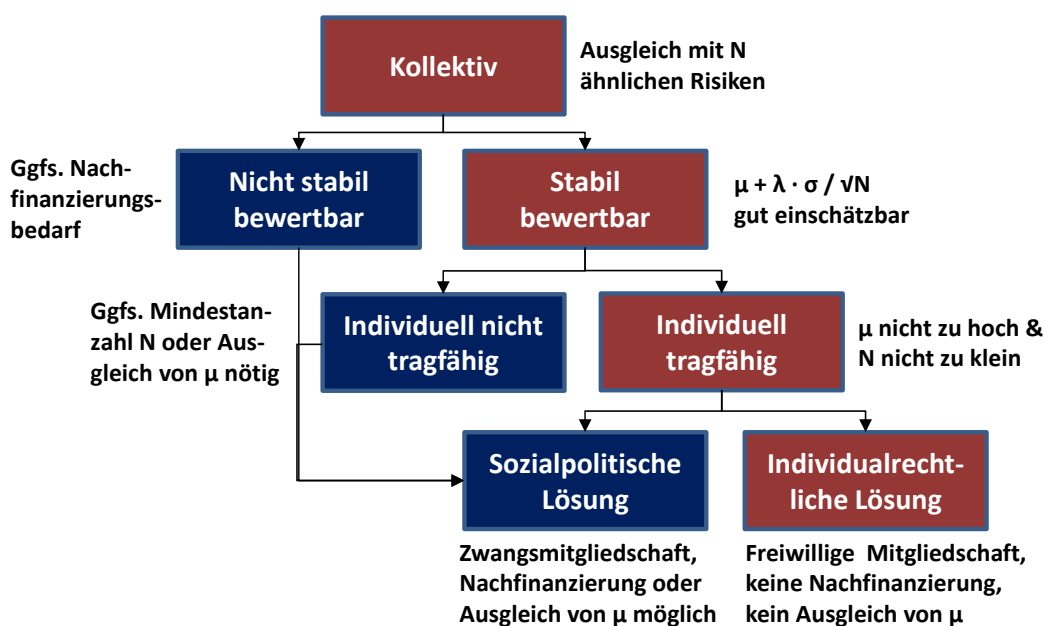 Kollektiv
Ausgleich mit N
ähnlichen Risiken
Ggfs. Nach-
finanzierungs-
bedarf
Nicht stabil
bewertbar
Stabil
bewertbar
μ + λ · σ / √N
gut einschätzbar
Ggfs. Mindestan-
zahl N oder Aus-
gleich von μ nötig
Individuell nicht
tragfähig
Individuell
tragfähig
μ nicht zu hoch &
N nicht zu klein
Sozialpolitische
Lösung
Individualrecht-
liche Lösung
Zwangsmitgliedschaft,
Nachfinanzierung oder
Ausgleich von μ möglich
Freiwillige Mitgliedschaft,
keine Nachfinanzierung,
kein Ausgleich von μ